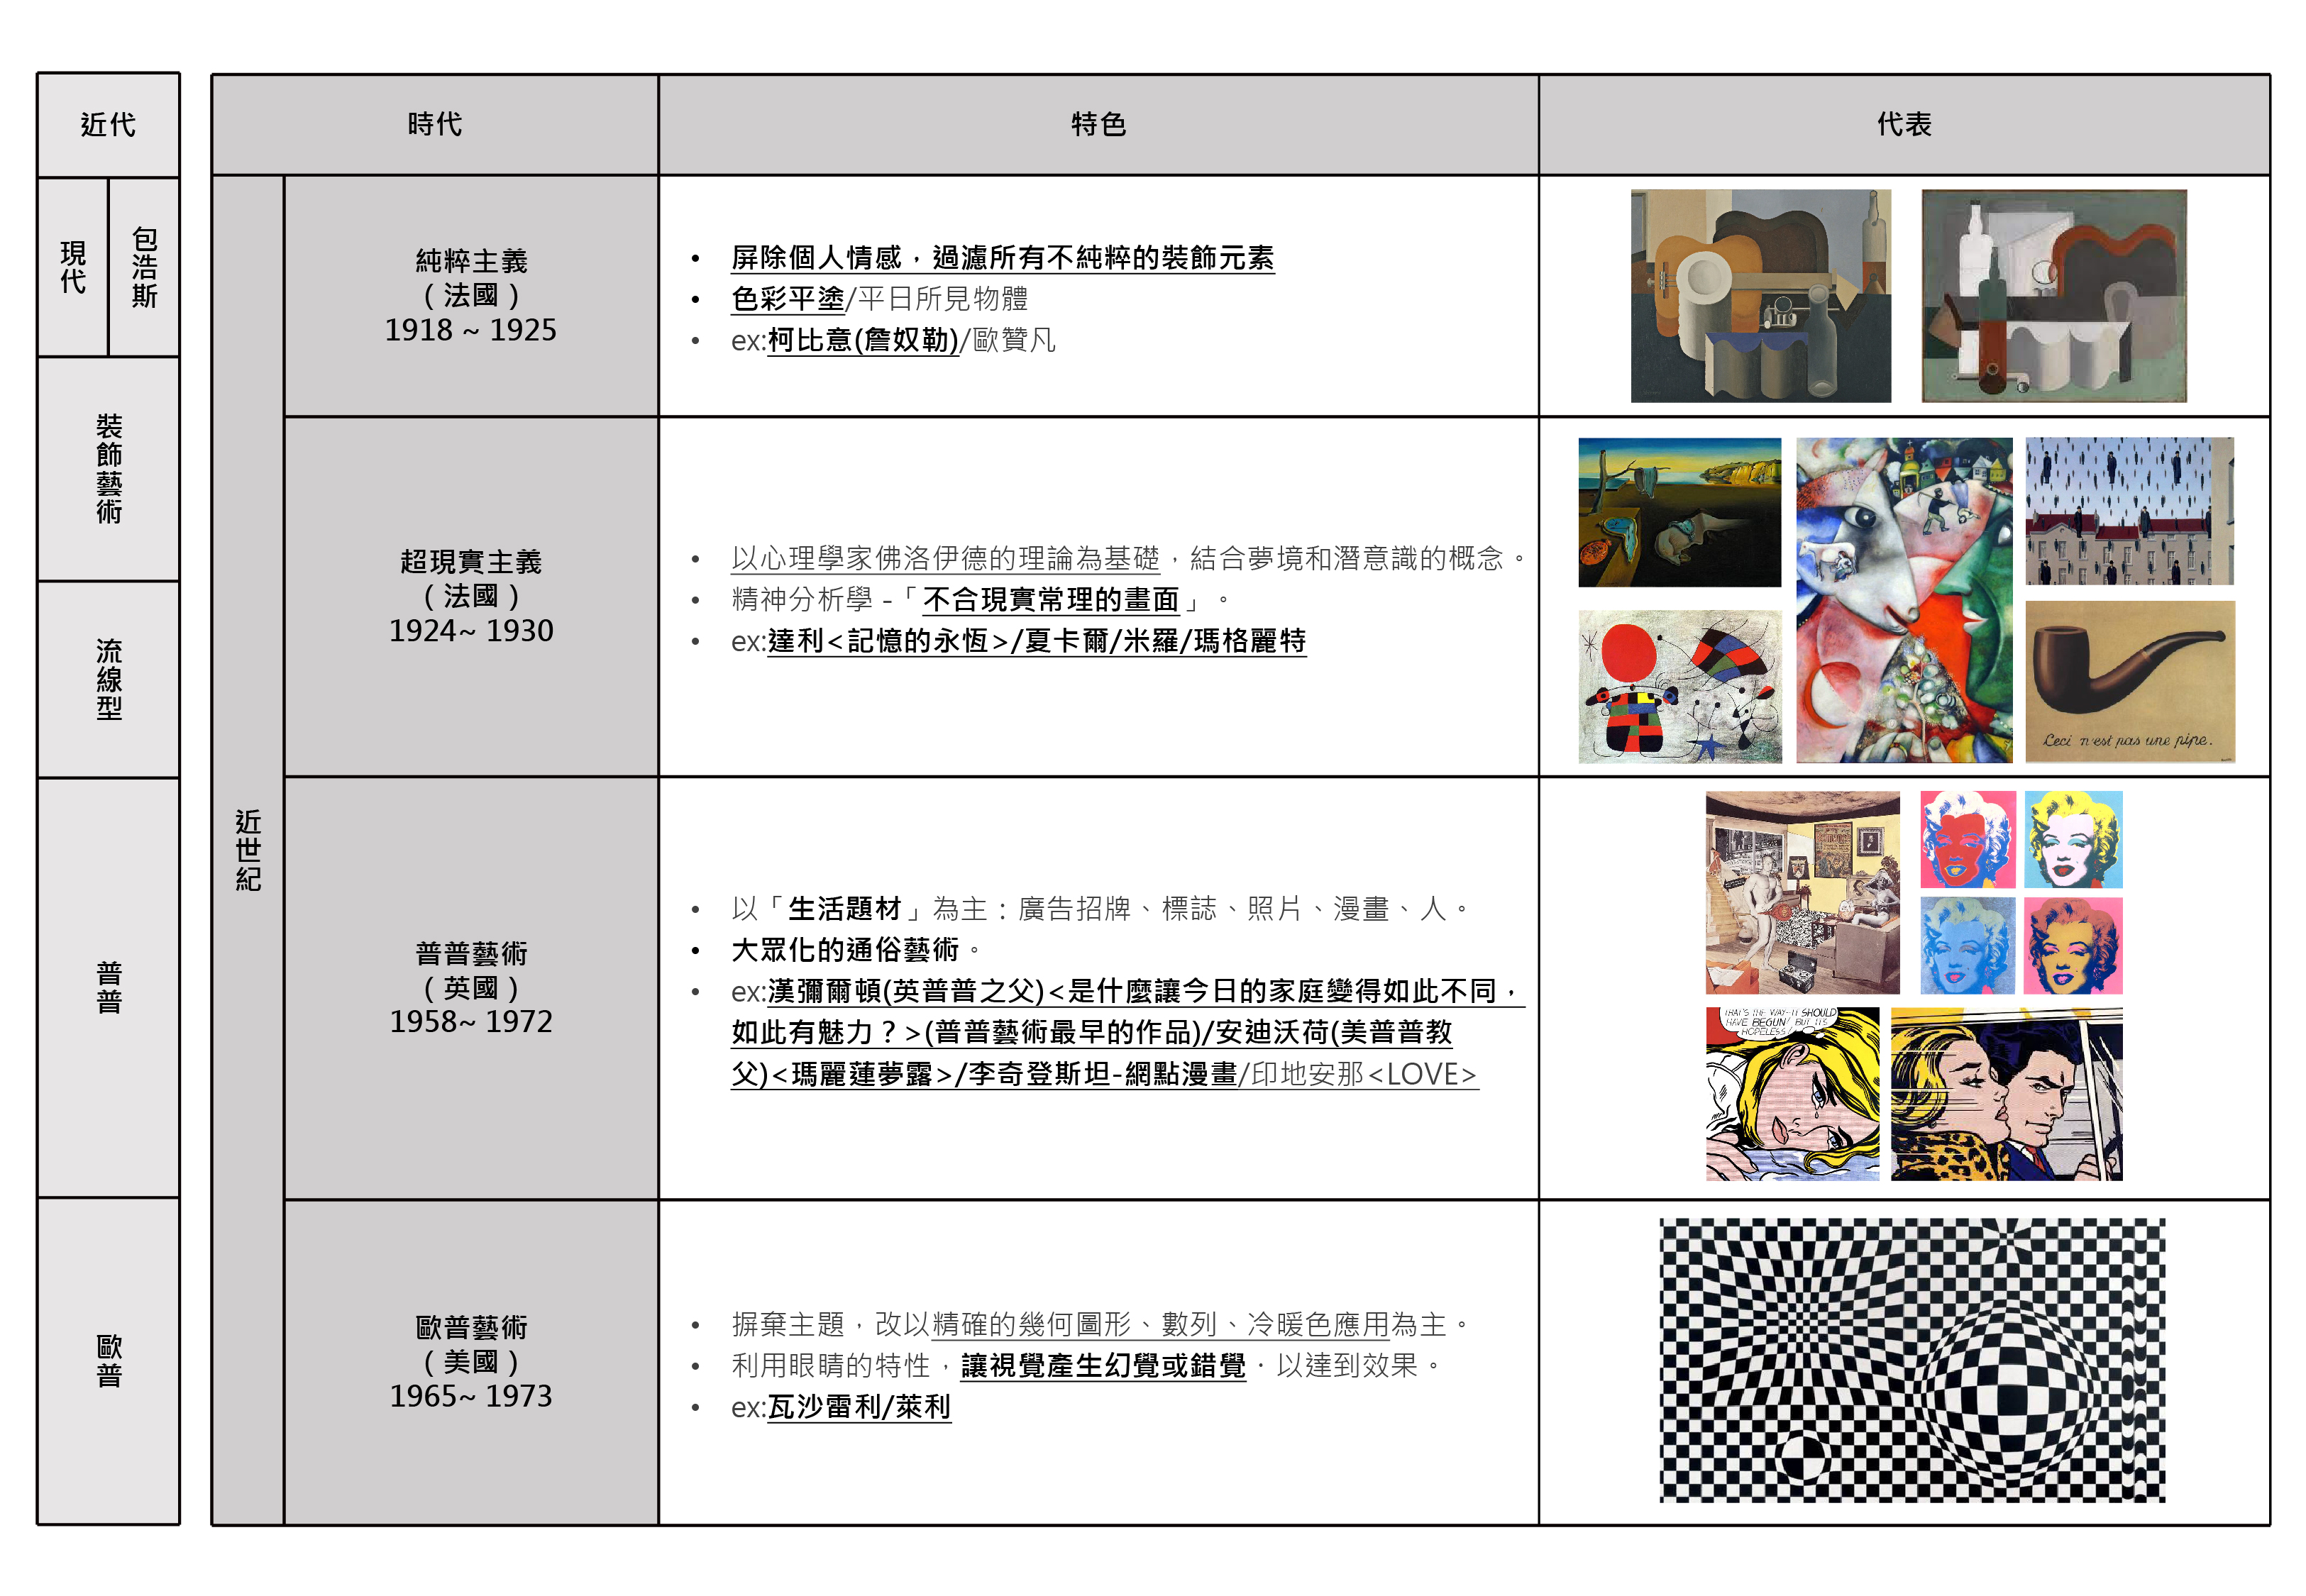 近代
現代
包浩斯
裝飾藝術
流線型
普普
歐普
時代
特色
代表
近世紀
純粹主義
（法國）
1918 ~ 1925
• 屏除個人情感，過濾所有不純粹的裝飾元素
• 色彩平塗/平日所見物體
• ex:柯比意(詹奴勒)/歐贊凡
超現實主義
（法國）
1924~ 1930
• 以心理學家佛洛伊德的理論為基礎，結合夢境和潛意識的概念。
• 精神分析學 -「不合現實常理的畫面」。
• ex:達利<記憶的永恆>/夏卡爾/米羅/瑪格麗特
Ceci n'est pas une pipe.
普普藝術
（英國）
1958~ 1972
• 以「生活題材」為主：廣告招牌、標誌、照片、漫畫、人。
• 大眾化的通俗藝術。
• ex:漢彌爾頓(英普普之父)<是什麼讓今日的家庭變得如此不同，
如此有魅力？>(普普藝術最早的作品)/安迪沃荷(美普普教
父)<瑪麗蓮夢露>/李奇登斯坦-網點漫畫/印地安那<LOVE>
THAT'S THE WAY-IT SHOULD
HAVE BEGUN! BUT IT'S
HOPELESS!
歐普藝術
（美國）
1965~ 1973
• 摒棄主題，改以精確的幾何圖形、數列、冷暖色應用為主。
• 利用眼睛的特性，讓視覺產生幻覺或錯覺．以達到效果。
• ex:瓦沙雷利/萊利